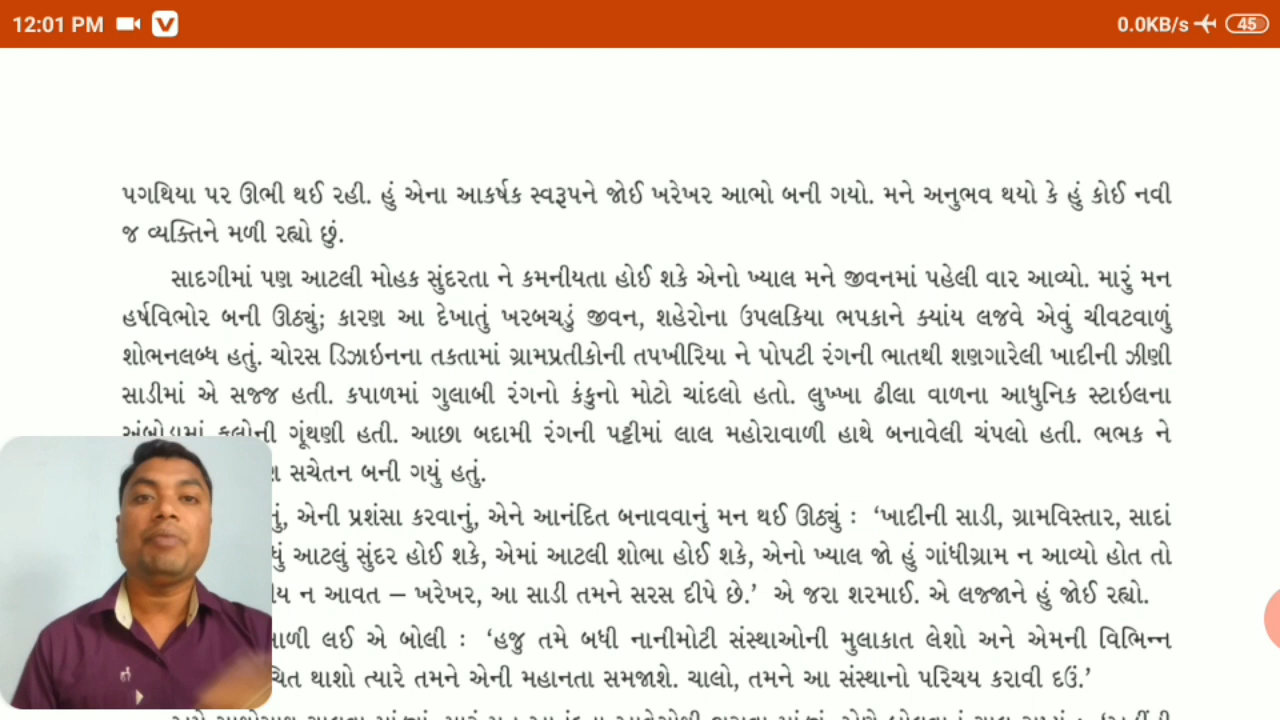 12:01 PM
0.0KB/s 45
પગથિયા પર ઊભી થઈ રહી. હું એના આકર્ષક સ્વરૂપને જોઈ ખરેખર આભો બની ગયો. મને અનુભવ થયો કે હું કોઈ નવી
જ વ્યક્તિને મળી રહ્યો છું.
સાદગીમાં પણ આટલી મોહક સુંદરતા ને કમનીયતા હોઈ શકે એનો ખ્યાલ મને જીવનમાં પહેલી વાર આવ્યો. મારું મન
હર્ષવિભોર બની ઊઠ્યું; કારણ આ દેખાતું ખરબચડું જીવન, શહેરોના ઉપલકિયા ભપકાને ક્યાંય લજવે એવું ચીવટવાળું
શોભનલબ્ધ હતું. ચોરસ ડિઝાઇનના તકતામાં ગ્રામપ્રતીકોની તપખીરિયા ને પોપટી રંગની ભાતથી શણગારેલી ખાદીની ઝીણી
સાડીમાં એ સજ્જ હતી. કપાળમાં ગુલાબી રંગનો કંકુનો મોટો ચાંદલો હતો. લુખ્ખા ઢીલા વાળના આધુનિક સ્ટાઇલના
અંબોડામાં ફૂલોની ગૂંથણી હતી. આછા બદામી રંગની પટ્ટીમાં લાલ મહોરાવાળી હાથે બનાવેલી ચંપલો હતી. ભભક ને
સચેતન બની ગયું હતું.
એની પ્રશંસા કરવાનું, એને આનંદિત બનાવવાનું મન થઈ ઊઠ્યું : ‘ખાદીની સાડી, ગ્રામવિસ્તાર, સાદાં
આટલું સુંદર હોઈ શકે, એમાં આટલી શોભા હોઈ શકે, એનો ખ્યાલ જો હું ગાંધીગ્રામ ન આવ્યો હોત તો
ન આવત – ખરેખર, આ સાડી તમને સરસ દીપે છે.’ એ જરા શરમાઈ. એ લજ્જાને હું જોઈ રહ્યો.
લઈ એ બોલી : ‘હજુ તમે બધી નાનીમોટી સંસ્થાઓની મુલાકાત લેશો અને એમની વિભિન્ન
થાશો ત્યારે તમને એની મહાનતા સમજાશે. ચાલો, તમને આ સંસ્થાનો પરિચય કરાવી દઉં.’